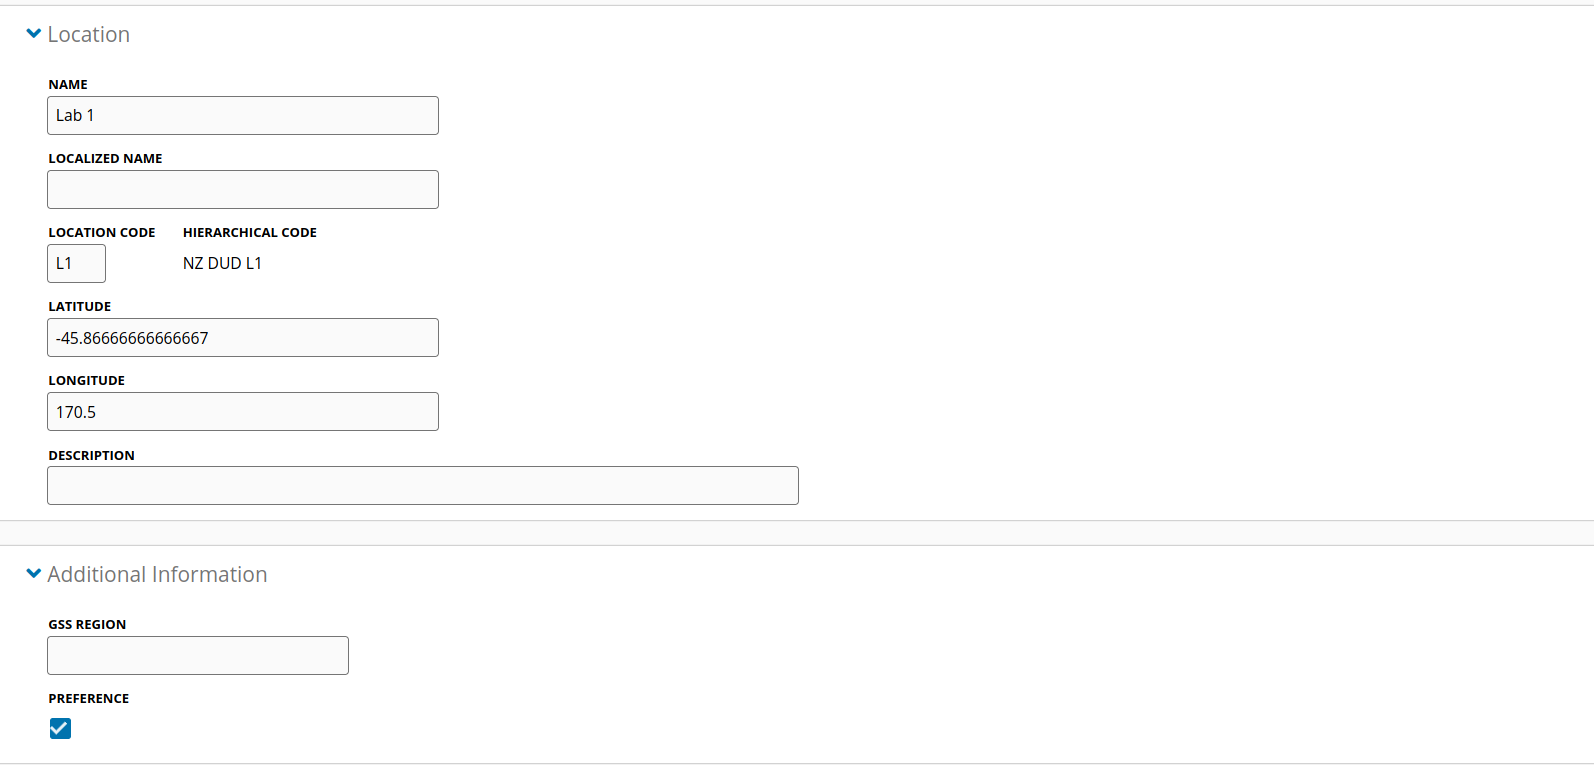 Location
NAME
Lab 1
LOCALIZED NAME
LOCATION CODE HIERARCHICAL CODE
L1 NZ DUD L1
LATITUDE
-45.86666666666667
LONGITUDE
170.5
DESCRIPTION
Additional Information
GSS REGION
PREFERENCE